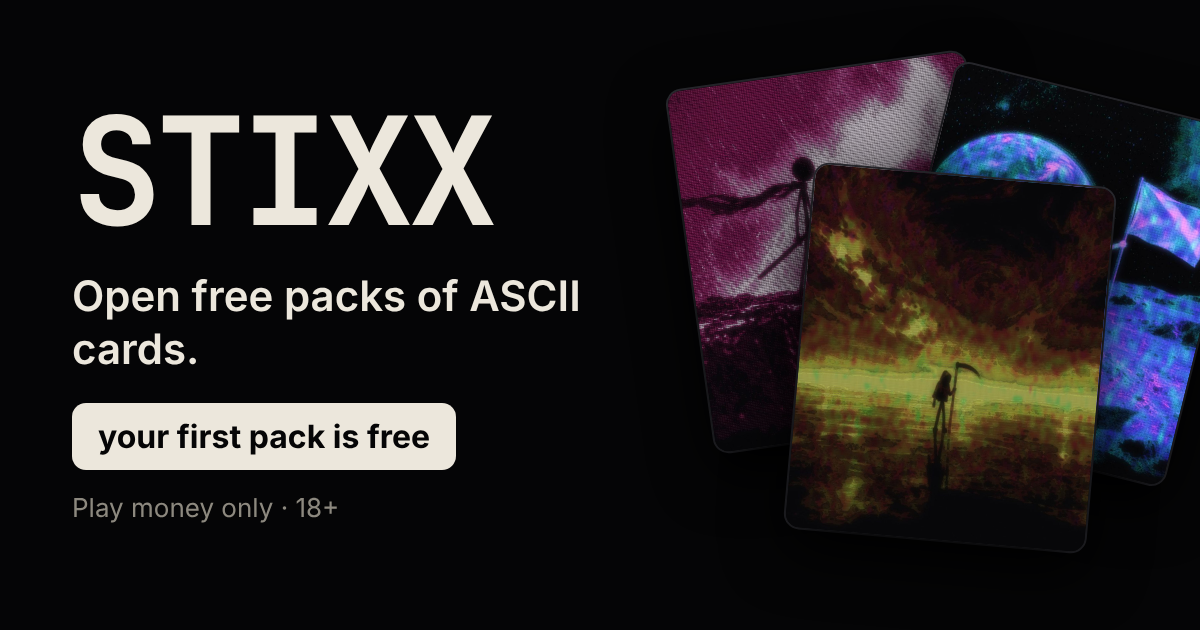 STIXX
Open free packs of ASCII
cards.
your first pack is free
Play money only · 18+